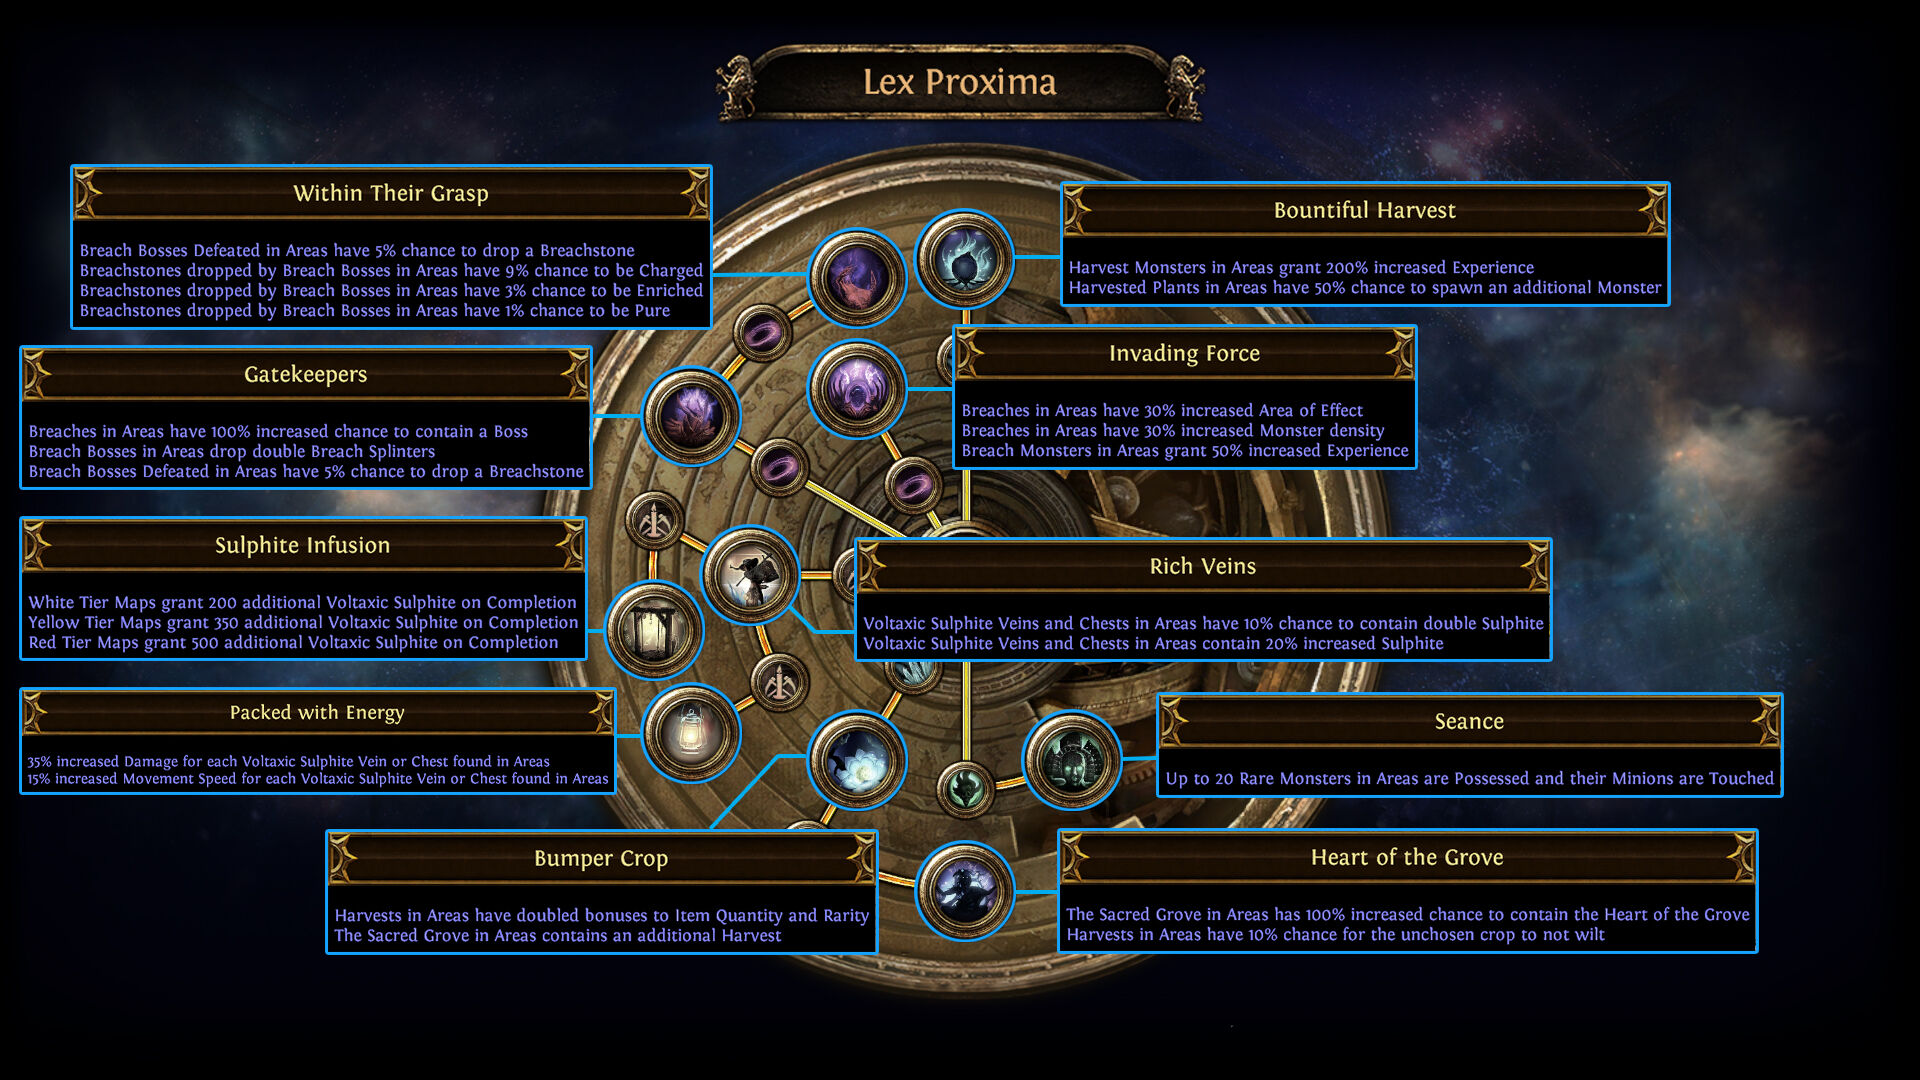 Lex Proxima
Within Their Grasp
Breach Bosses Defeated in Areas have 5% chance to drop a Breachstone
Breachstones dropped by Breach Bosses in Areas have 9% chance to be Charged
Breachstones dropped by Breach Bosses in Areas have 3% chance to be Enriched
Breachstones dropped by Breach Bosses in Areas have 1% chance to be Pure
Bountiful Harvest
Harvest Monsters in Areas grant 200% increased Experience
Harvested Plants in Areas have 50% chance to spawn an additional Monster
Gatekeepers
Breaches in Areas have 100% increased chance to contain a Boss
Breach Bosses in Areas drop double Breach Splinters
Breach Bosses Defeated in Areas have 5% chance to drop a Breachstone
Invading Force
Breaches in Areas have 30% increased Area of Effect
Breaches in Areas have 30% increased Monster density
Breach Monsters in Areas grant 50% increased Experience
Sulphite Infusion
White Tier Maps grant 200 additional Voltaxic Sulphite on Completion
Yellow Tier Maps grant 350 additional Voltaxic Sulphite on Completion
Red Tier Maps grant 500 additional Voltaxic Sulphite on Completion
Rich Veins
Voltaxic Sulphite Veins and Chests in Areas have 10% chance to contain double Sulphite
Voltaxic Sulphite Veins and Chests in Areas contain 20% increased Sulphite
Packed with Energy
35% increased Damage for each Voltaxic Sulphite Vein or Chest found in Areas
15% increased Movement Speed for each Voltaxic Sulphite Vein or Chest found in Areas
Seance
Up to 20 Rare Monsters in Areas are Possessed and their Minions are Touched
Bumper Crop
Harvests in Areas have doubled bonuses to Item Quantity and Rarity
The Sacred Grove in Areas contains an additional Harvest
Heart of the Grove
The Sacred Grove in Areas has 100% increased chance to contain the Heart of the Grove
Harvests in Areas have 10% chance for the unchosen crop to not wilt